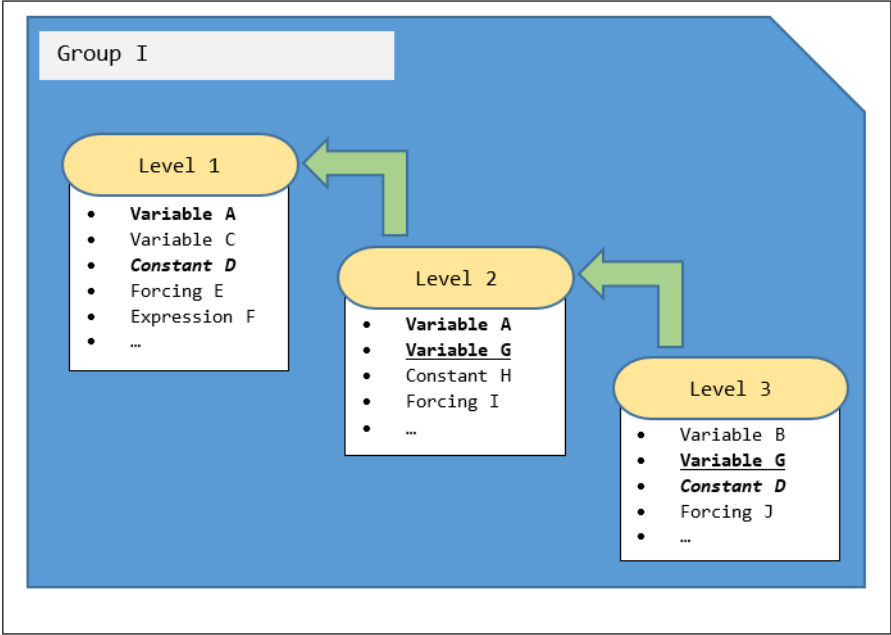 Group I
Level 1
• Variable A
• Variable C
• Constant D
• Forcing E
• Expression F
• …
Level 2
• Variable A
• Variable G
• Constant H
• Forcing I
• …
Level 3
• Variable B
• Variable G
• Constant D
• Forcing J
• …